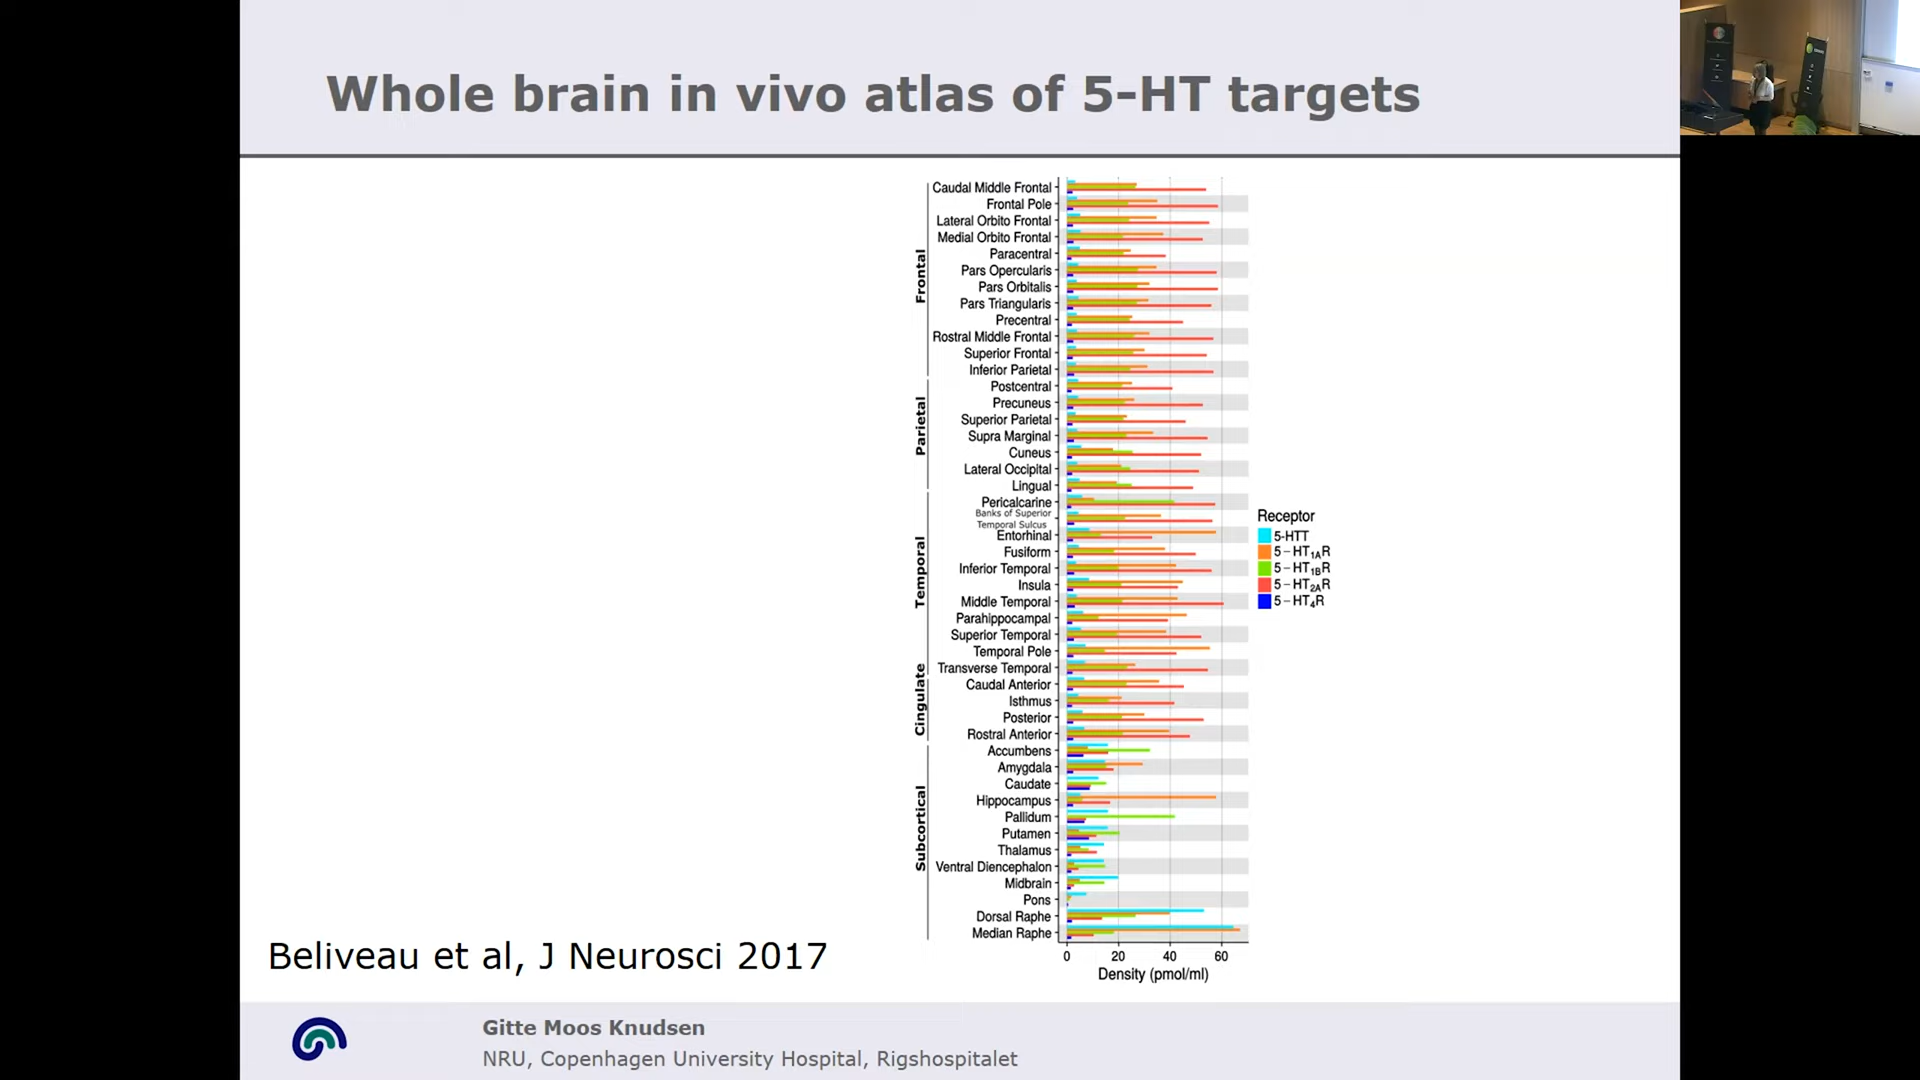 Whole brain in vivo atlas of 5-HT targets
Frontal
Caudal Middle Frontal
Frontal Pole
Lateral Orbito Frontal
Medial Orbito Frontal
Paracentral
Pars Opercularis
Pars Orbitalis
Pars Triangularis
Precentral
Rostral Middle Frontal
Superior Frontal
Inferior Parietal
Parietal
Postcentral
Precuneus
Superior Parietal
Supra Marginal
Cuneus
Lateral Occipital
Lingual
Pericalcarine
Temporal
Banks of Superior
Temporal Sulcus
Entorhinal
Fusiform
Inferior Temporal
Insula
Middle Temporal
Parahippocampal
Superior Temporal
Temporal Pole
Transverse Temporal
Cingulate
Caudal Anterior
Isthmus
Posterior
Rostral Anterior
Subcortical
Accumbens
Amygdala
Caudate
Hippocampus
Pallidum
Putamen
Thalamus
Ventral Diencephalon
Midbrain
Pons
Dorsal Raphe
Median Raphe
0 20 40 60
Density (pmol/ml)
Receptor
5-HTT
5-HT1AR
5-HT1BR
5-HT2AR
5-HT4R
Beliveau et al, J Neurosci 2017
Gitte Moos Knudsen
NRU, Copenhagen University Hospital, Rigshospitalet